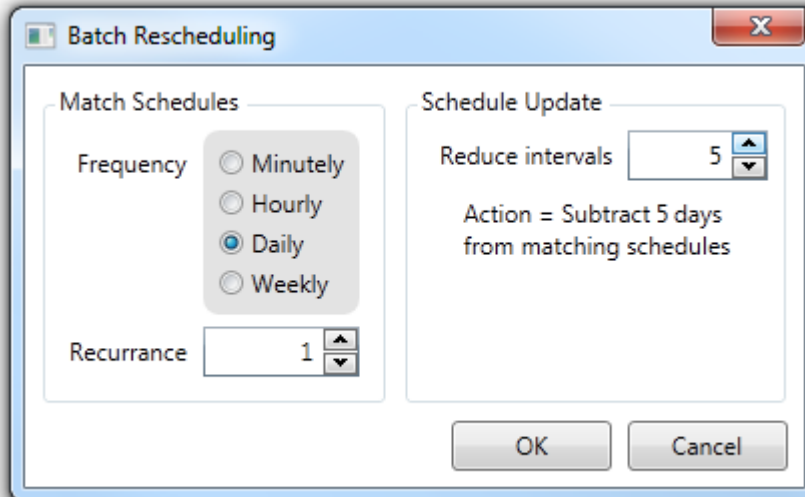 Batch Rescheduling
Match Schedules
Frequency
Minutely
Hourly
Daily
Weekly
Recurrance 1
Schedule Update
Reduce intervals 5
Action = Subtract 5 days
from matching schedules
OK
Cancel